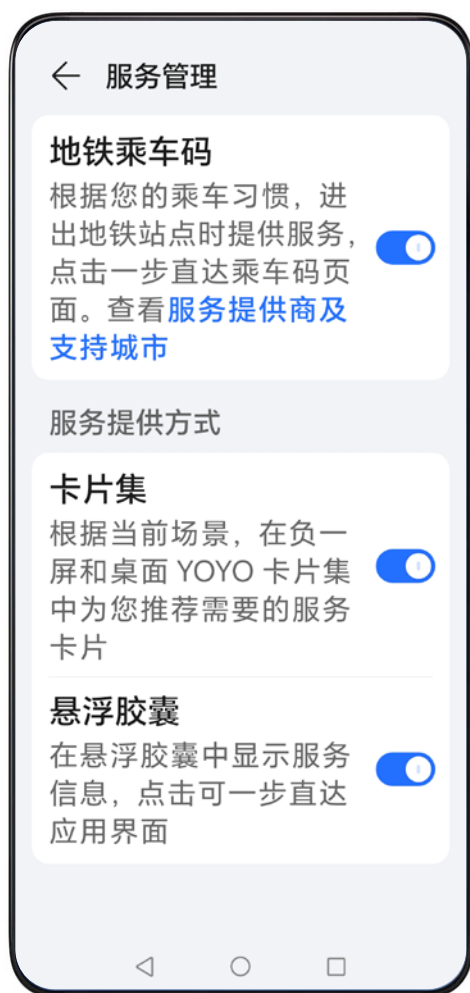 服务管理
地铁乘车码
根据您的乘车习惯，进
出地铁站点时提供服务，
点击一步直达乘车码页
面。查看服务提供商及
支持城市
服务提供方式
卡片集
根据当前场景，在负一
屏和桌面 YOYO 卡片集
中为您推荐需要的服务
卡片
悬浮胶囊
在悬浮胶囊中显示服务
信息，点击可一步直达
应用界面